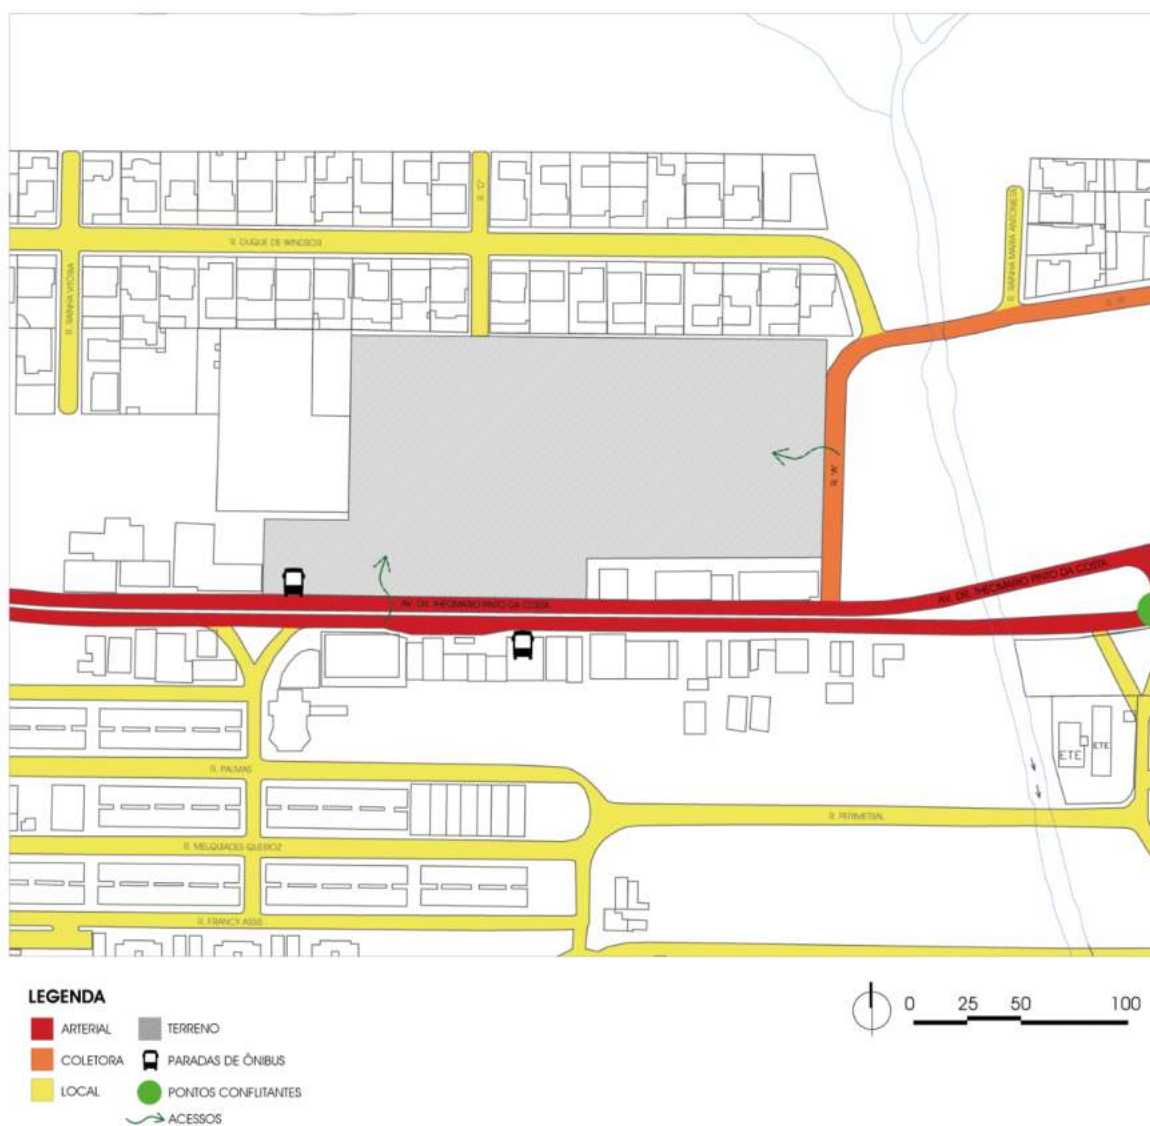 R. "D"
R. RAINHA MARIA ANTONIETA
R. DUQUE DE WINDSOR
R. RAINHA VITÓRIA
R. "A"
AV. DR. THEOMARIO PINTO DA COSTA
AV. DR. THEOMARIO PINTO DA COSTA
ETE
ETE
R. PALMAS
R. PERIMETRAL
R. MELQUIADES QUEIROZ
R. FRANCY ASSIS
LEGENDA
ARTERIAL
TERRENO
COLETORA
PARADAS DE ÔNIBUS
LOCAL
PONTOS CONFLITANTES
ACESSOS
0 25 50 100